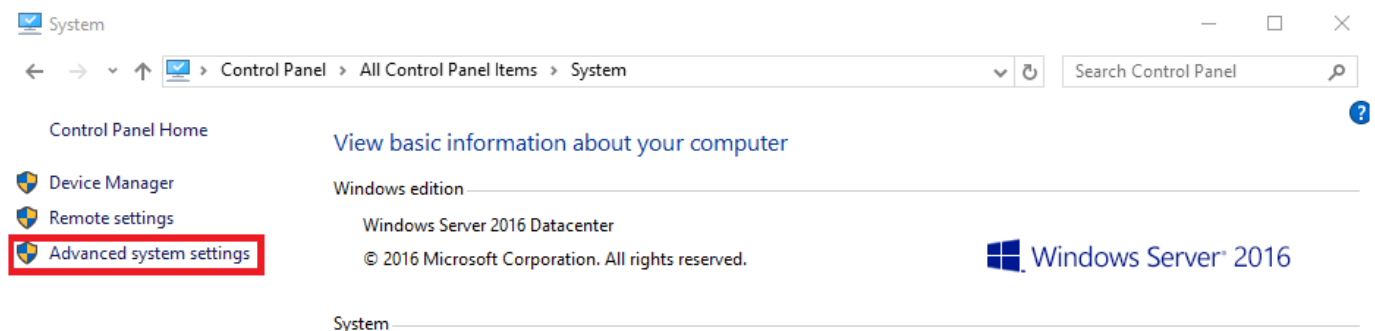 System
Control Panel > All Control Panel Items > System
Search Control Panel
?
Control Panel Home
Device Manager
Remote settings
Advanced system settings
View basic information about your computer
Windows edition
Windows Server 2016 Datacenter
© 2016 Microsoft Corporation. All rights reserved.
Windows Server® 2016
System